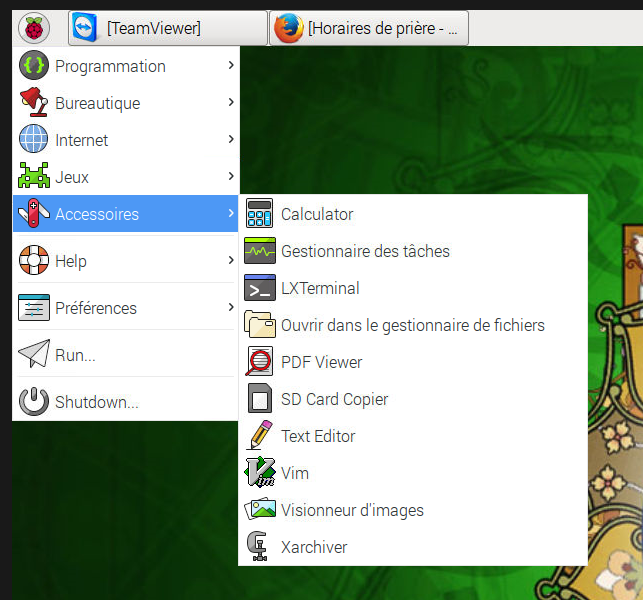 [TeamViewer]
[Horaires de prière - ...
Programmation
Bureautique
Internet
Jeux
Accessoires
Help
Préférences
Run...
Shutdown...
Calculator
Gestionnaire des tâches
LXTerminal
Ouvrir dans le gestionnaire de fichiers
PDF Viewer
SD Card Copier
Text Editor
Vim
Visionneur d'images
Xarchiver